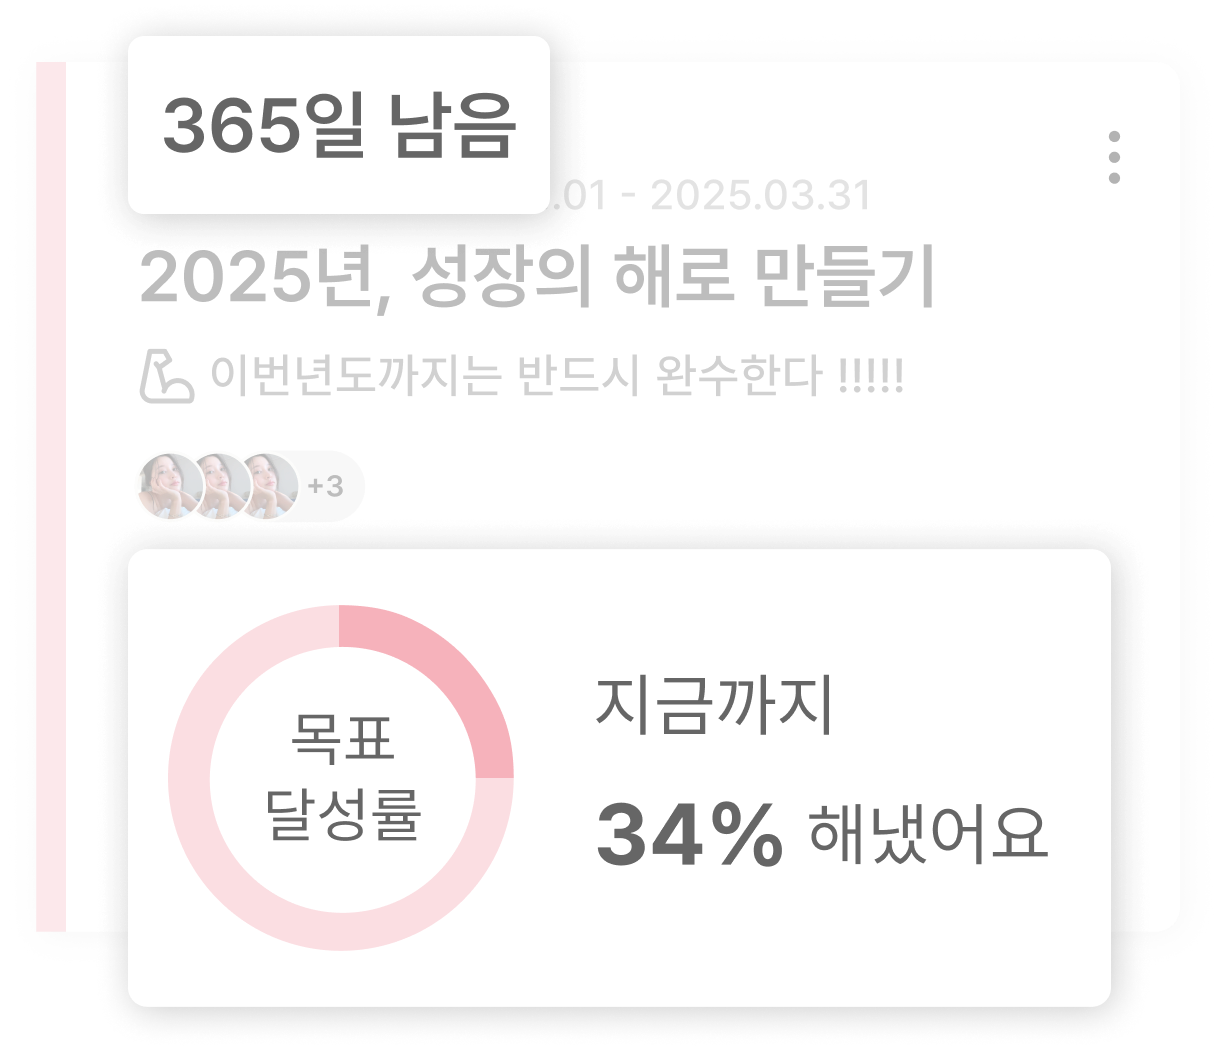 365일 남음
.01 - 2025.03.31
2025년, 성장의 해로 만들기
이번년도까지는 반드시 완수한다 !!!!!
+3
목표
달성률
지금까지
34% 해냈어요